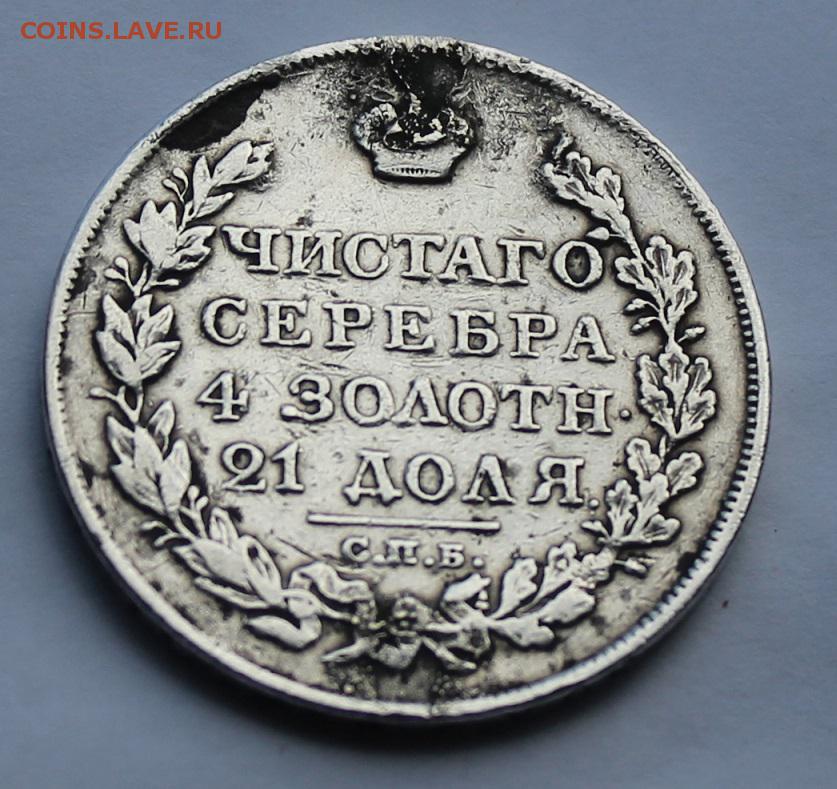 COINS.LAVE.RU
ЧИСТАГО
СЕРЕБРА
4 ЗОЛОТН.
21 ДОЛЯ.
С.П.Б.